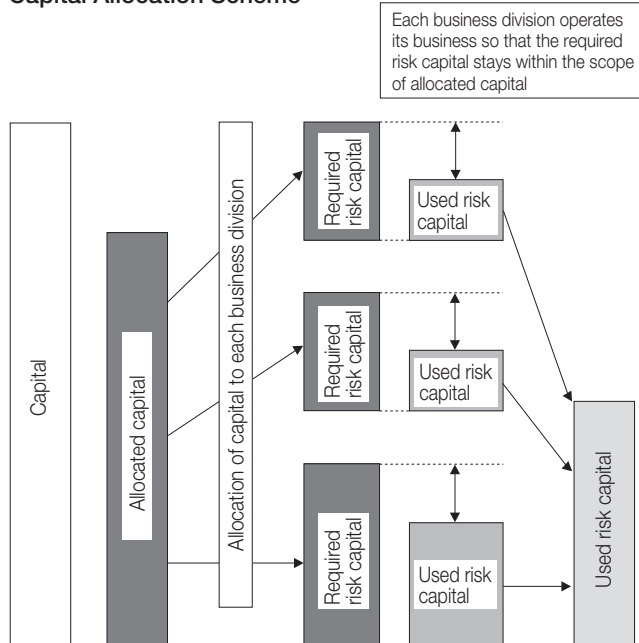 Capital Allocation Scheme
Each business division operates
its business so that the required
risk capital stays within the scope
of allocated capital
Capital
Allocated capital
Allocation of capital to each business division
Required
risk capital
Used risk
capital
Required
risk capital
Used risk
capital
Required
risk capital
Used risk
capital
Used risk capital